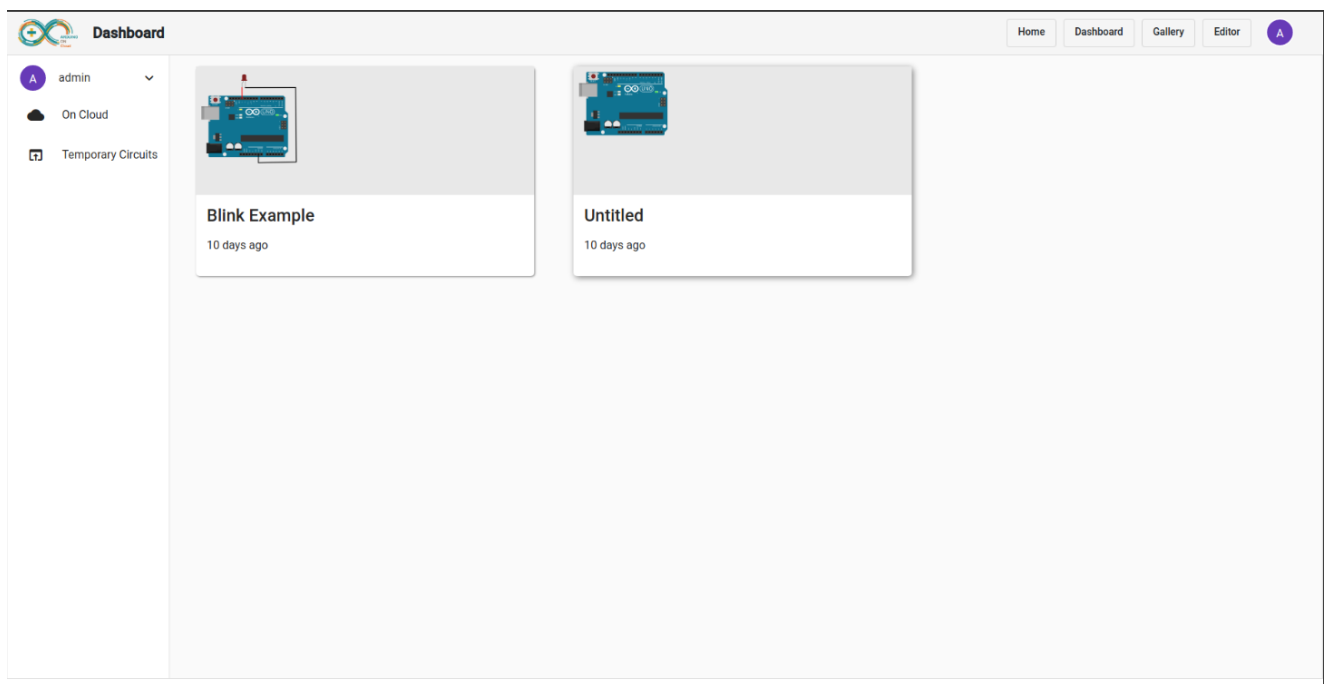 Dashboard
Home
Dashboard
Gallery
Editor
A
A
admin
On Cloud
Temporary Circuits
Blink Example
10 days ago
Untitled
10 days ago